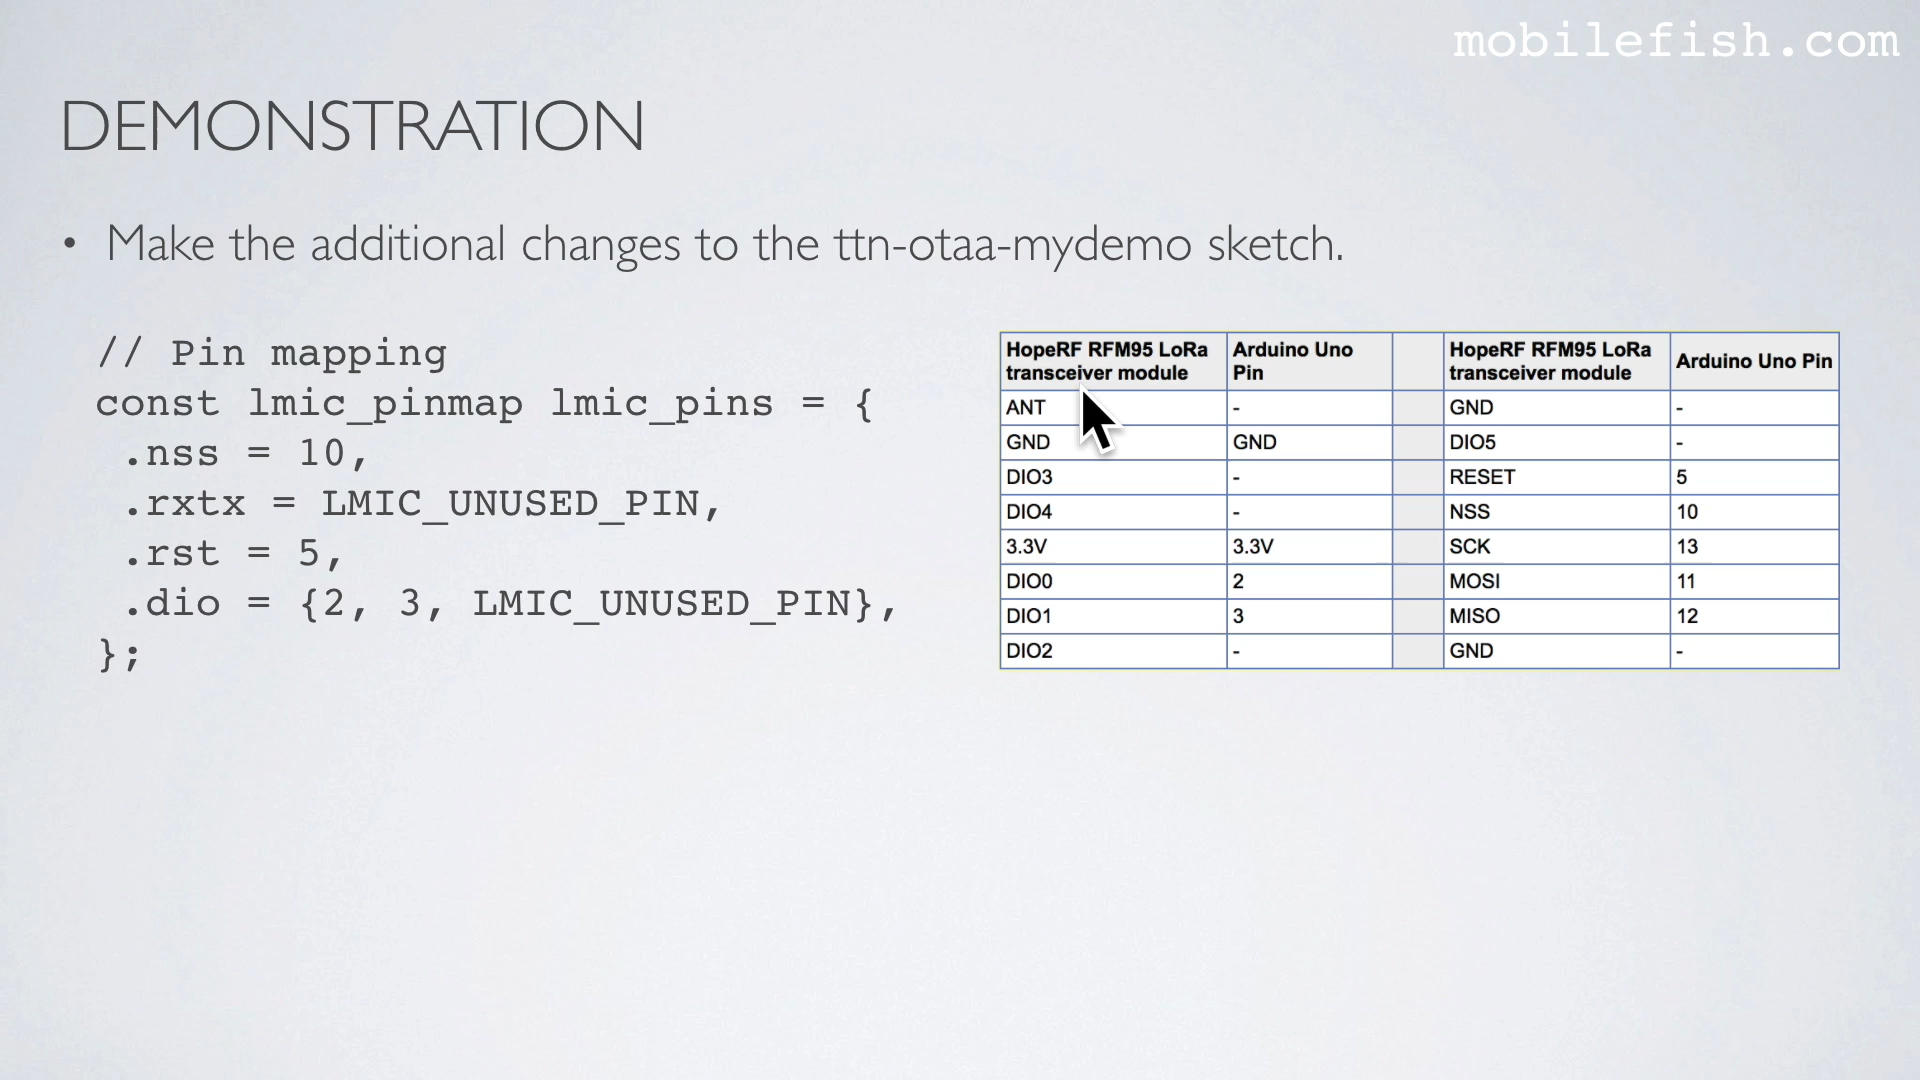 mobilefish.com
DEMONSTRATION
• Make the additional changes to the ttn-otaa-mydemo sketch.
// Pin mapping
const lmic_pinmap lmic_pins = {
.nss = 10,
.rxtx = LMIC_UNUSED_PIN,
.rst = 5,
.dio = {2, 3, LMIC_UNUSED_PIN},
};
HopeRF RFM95 LoRa transceiver module | Arduino Uno Pin | | HopeRF RFM95 LoRa transceiver module | Arduino Uno Pin
ANT | - | | GND | -
GND | GND | | DIO5 | -
DIO3 | - | | RESET | 5
DIO4 | - | | NSS | 10
3.3V | 3.3V | | SCK | 13
DIO0 | 2 | | MOSI | 11
DIO1 | 3 | | MISO | 12
DIO2 | - | | GND | -